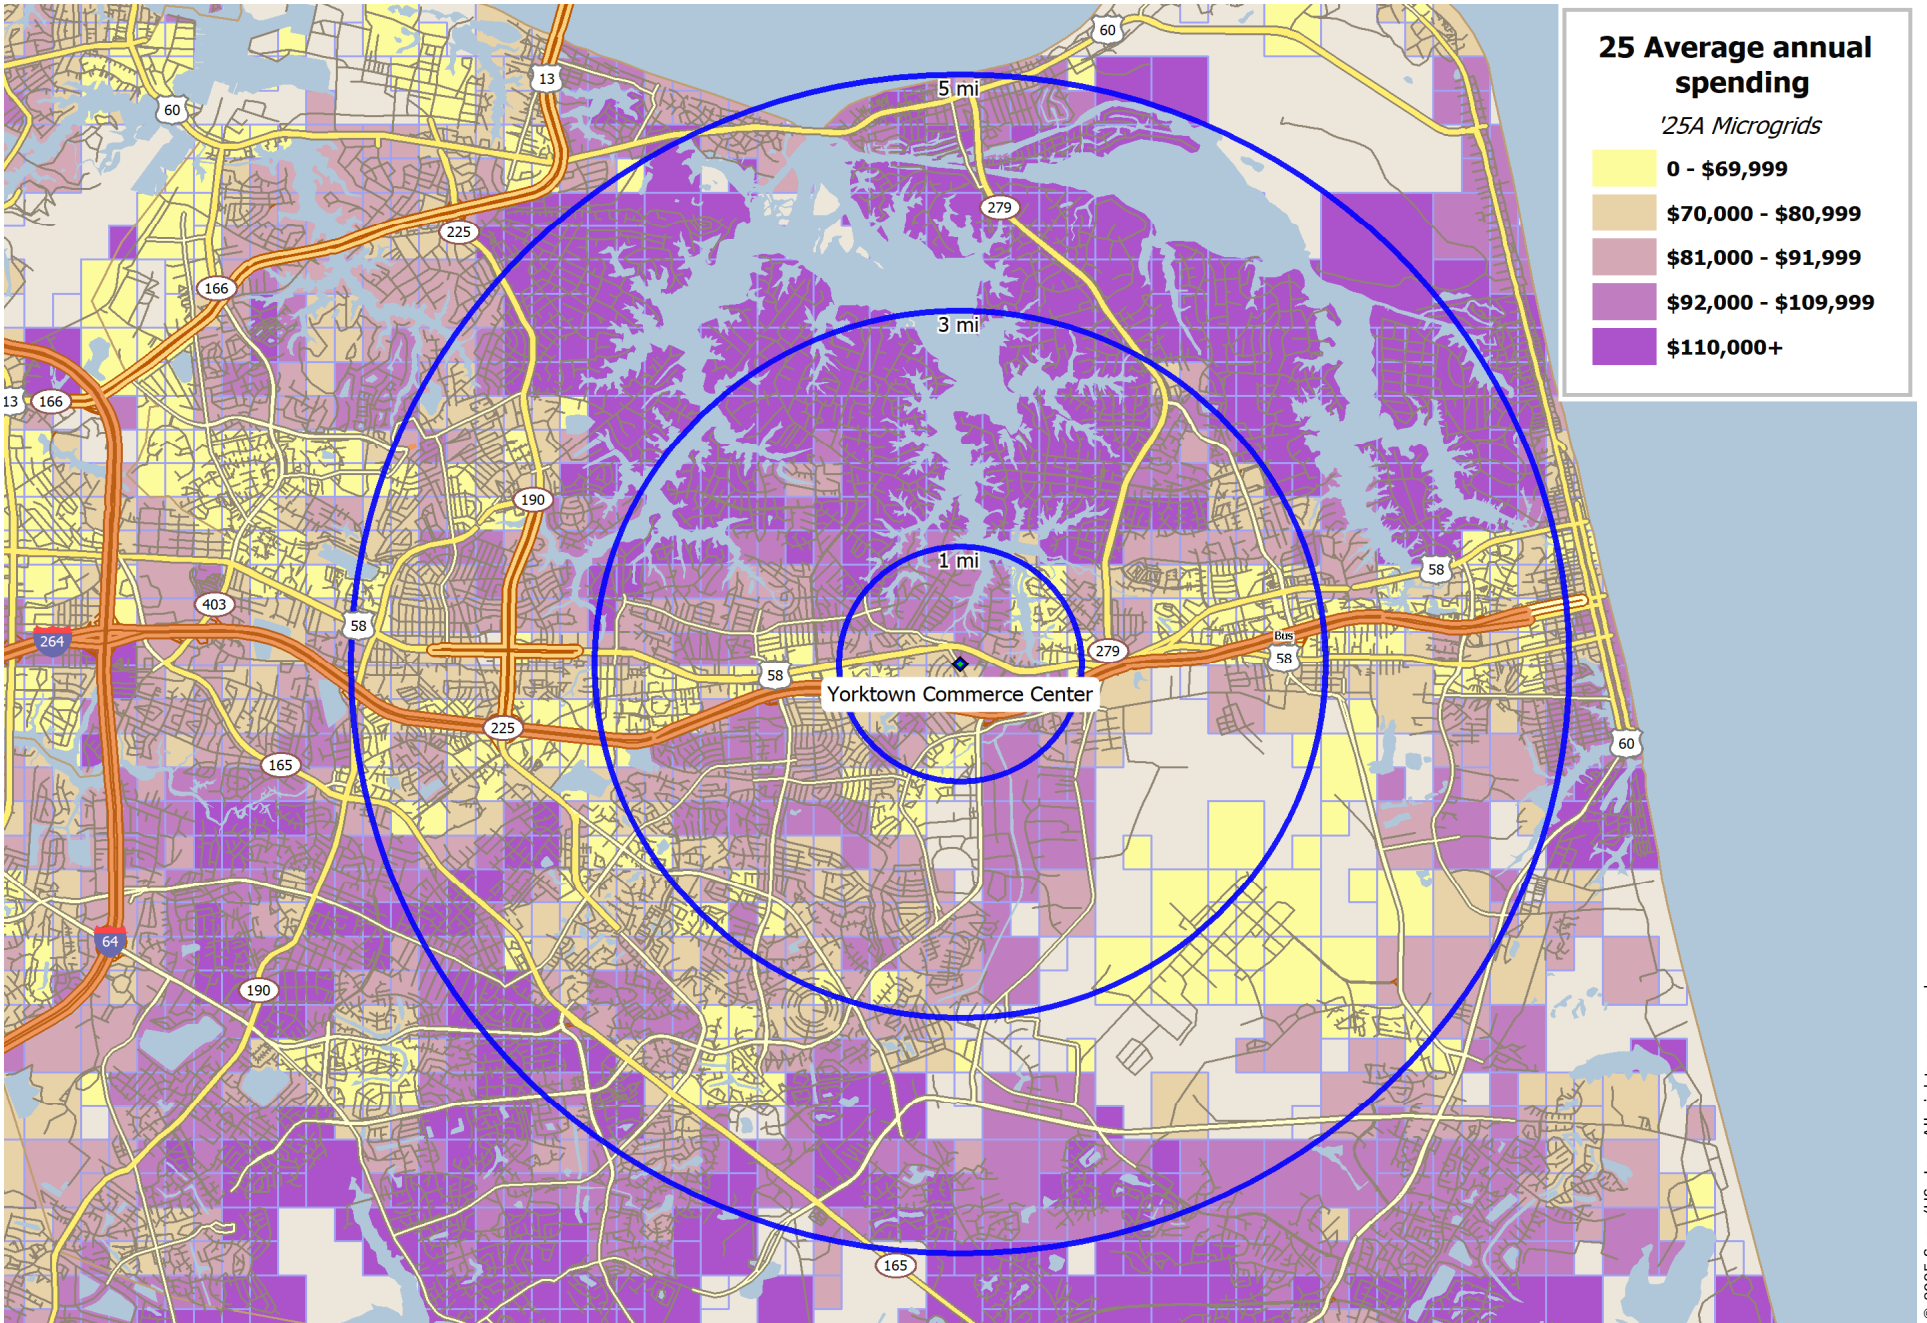 25 Average annual
spending
'25A Microgrids
0 - $69,999
$70,000 - $80,999
$81,000 - $91,999
$92,000 - $109,999
$110,000+
60
13
5 mi
60
279
225
166
3 mi
13
166
190
1 mi
58
403
58
264
Bus
279
58
58
Yorktown Commerce Center
225
60
165
64
190
165